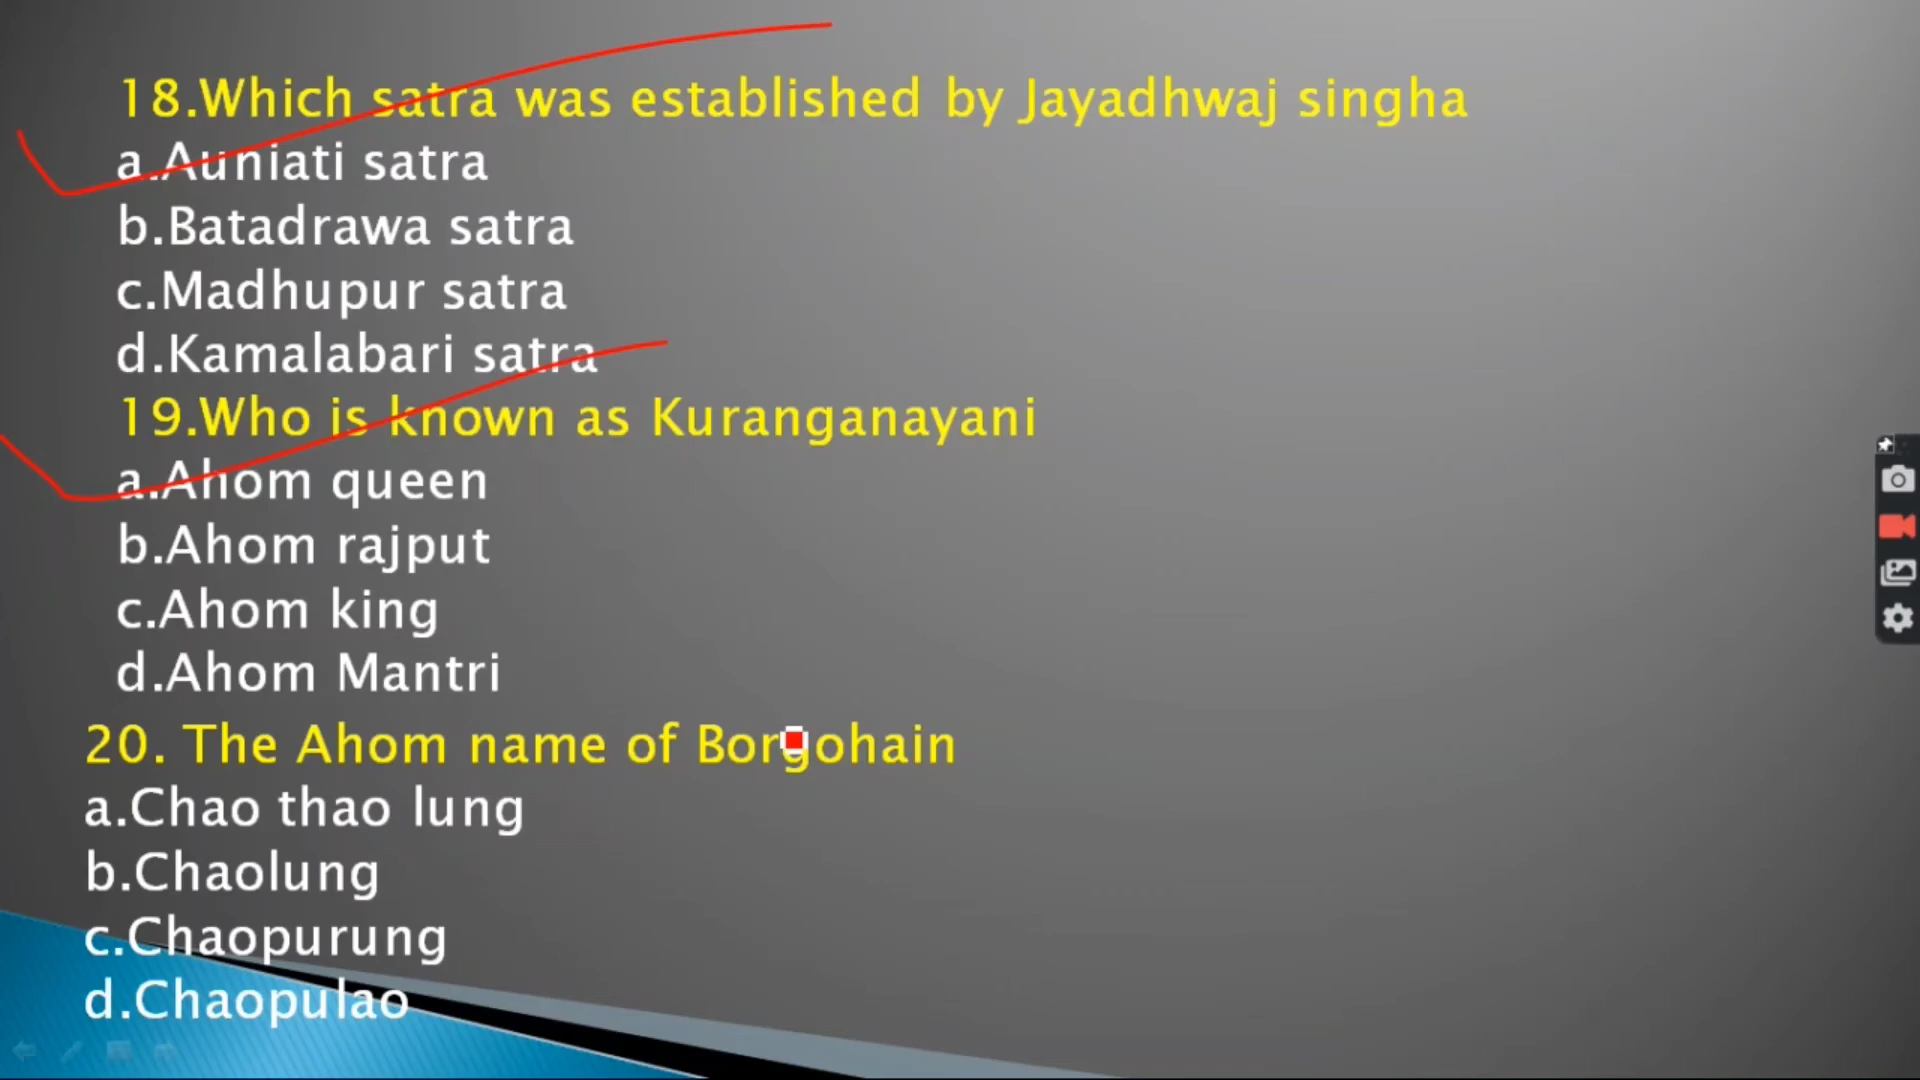 18.Which satra was established by Jayadhwaj singha
a.Auniati satra
b.Batadrawa satra
c.Madhupur satra
d.Kamalabari satra
19.Who is known as Kuranganayani
a.Ahom queen
b.Ahom rajput
c.Ahom king
d.Ahom Mantri
20. The Ahom name of Borgohain
a.Chao thao lung
b.Chaolung
c.Chaopurung
d.Chaopulao